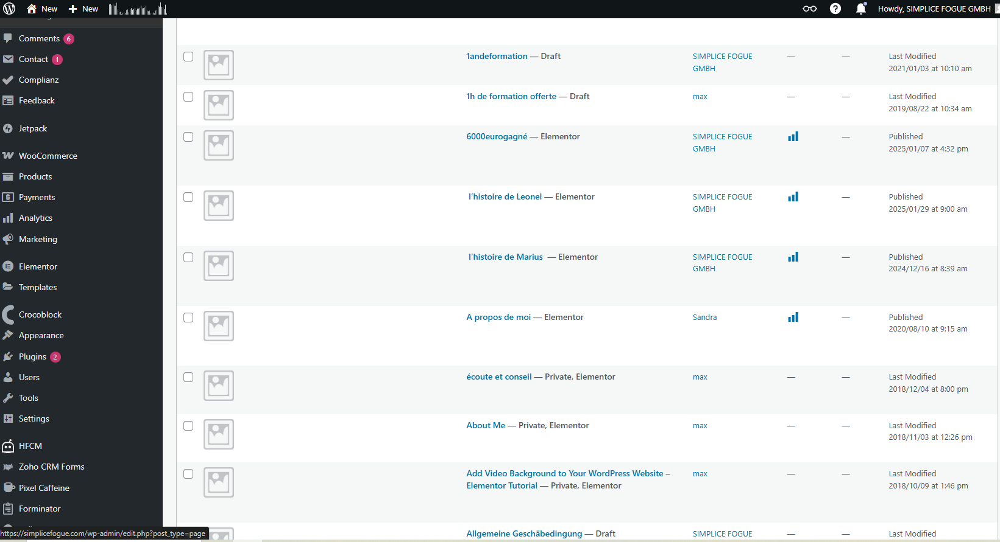 New
New
Howdy, SIMPLICE FOGUE GMBH
Comments 6
Contact 1
Complianz
Feedback
Jetpack
WooCommerce
Products
Payments
Analytics
Marketing
Elementor
Templates
Crocoblock
Appearance
Plugins 2
Users
Tools
Settings
HFCM
Zoho CRM Forms
Pixel Caffeine
Forminator
https://simplicefogue.com/wp-admin/edit.php?post_type=page
1andeformation — Draft
SIMPLICE FOGUE
GMBH
—
—
Last Modified
2021/01/03 at 10:10 am
1h de formation offerte — Draft
max
—
—
Last Modified
2019/08/22 at 10:34 am
6000eurogagné — Elementor
SIMPLICE FOGUE
GMBH
—
Published
2025/01/07 at 4:32 pm
l’histoire de Leonel — Elementor
SIMPLICE FOGUE
GMBH
—
Published
2025/01/29 at 9:00 am
l’histoire de Marius — Elementor
SIMPLICE FOGUE
GMBH
—
Published
2024/12/16 at 8:39 am
A propos de moi — Elementor
Sandra
—
Published
2020/08/10 at 9:15 am
écoute et conseil — Private, Elementor
max
—
—
Last Modified
2018/12/04 at 8:00 pm
About Me — Private, Elementor
max
—
—
Last Modified
2018/11/03 at 12:26 pm
Add Video Background to Your WordPress Website –
Elementor Tutorial — Private, Elementor
max
—
—
Last Modified
2018/10/09 at 1:46 pm
Allgemeine Geschäbedingung — Draft
SIMPLICE FOGUE
—
—
Last Modified